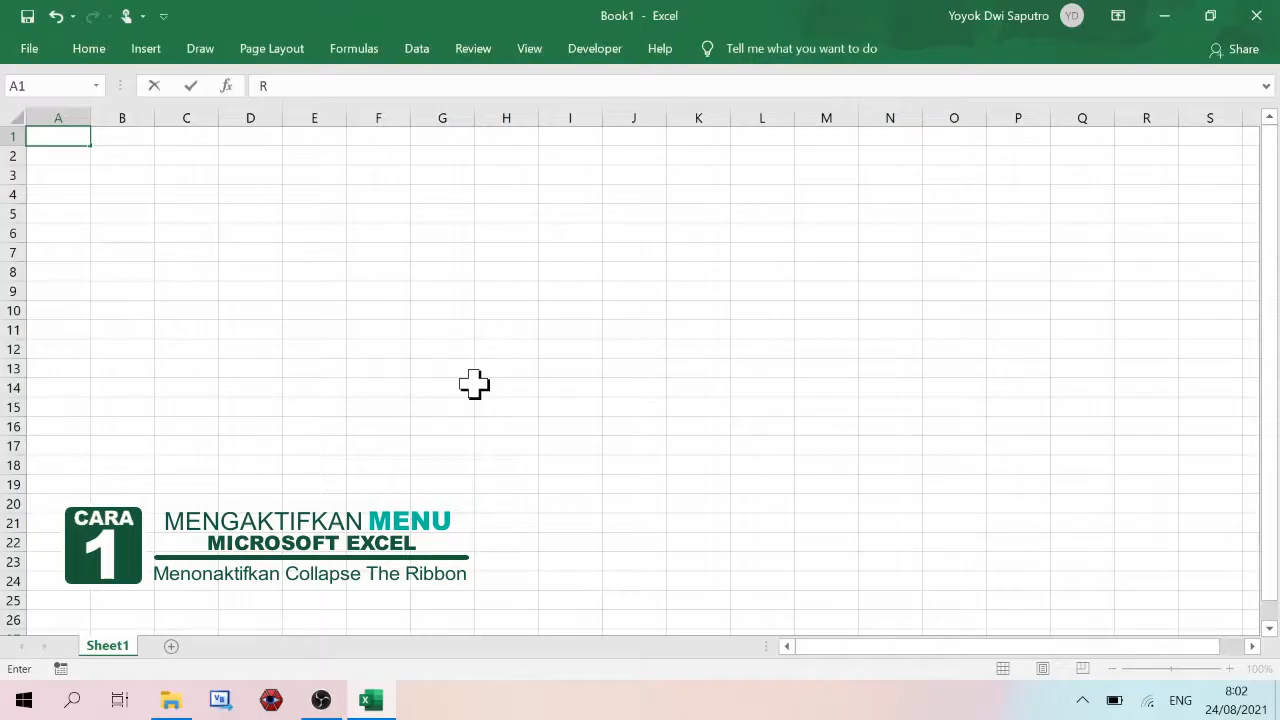 Book1 - Excel
Yoyok Dwi Saputro
YD
File Home Insert Draw Page Layout Formulas Data Review View Developer Help Tell me what you want to do Share
A1 fx R
A B C D E F G H I J K L M N O P Q R S
1
2
3
4
5
6
7
8
9
10
11
12
13
14
15
16
17
18
19
20
21
22
23
24
25
26
CARA
1
MENGAKTIFKAN MENU
MICROSOFT EXCEL
Menonaktifkan Collapse The Ribbon
Sheet1
Enter
100%
ENG
8:02
24/08/2021